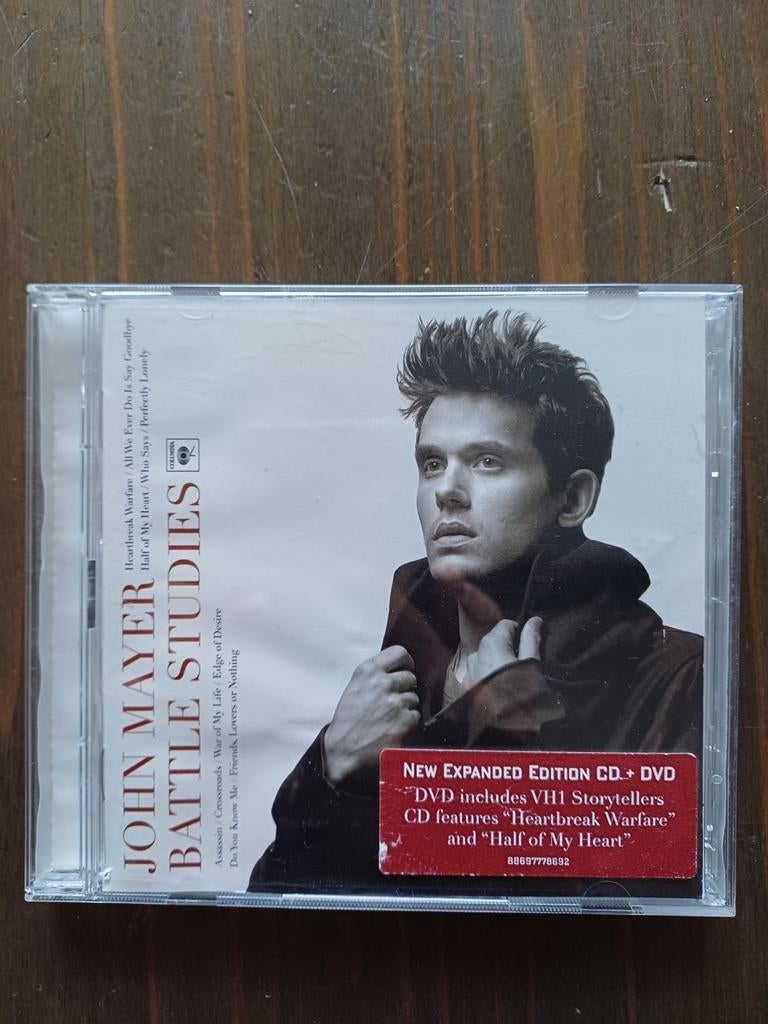 JOHN MAYER
BATTLE STUDIES
Heartbreak Warfare / All We Ever Do Is Say Goodbye
Half of My Heart / Who Says / Perfectly Lonely
COLUMBIA
Assassin / Crossroads / War of My Life / Edge of Desire
Do You Know Me / Friends, Lovers or Nothing
NEW EXPANDED EDITION CD + DVD
DVD includes VH1 Storytellers
CD features "Heartbreak Warfare"
and "Half of My Heart"
88697778692